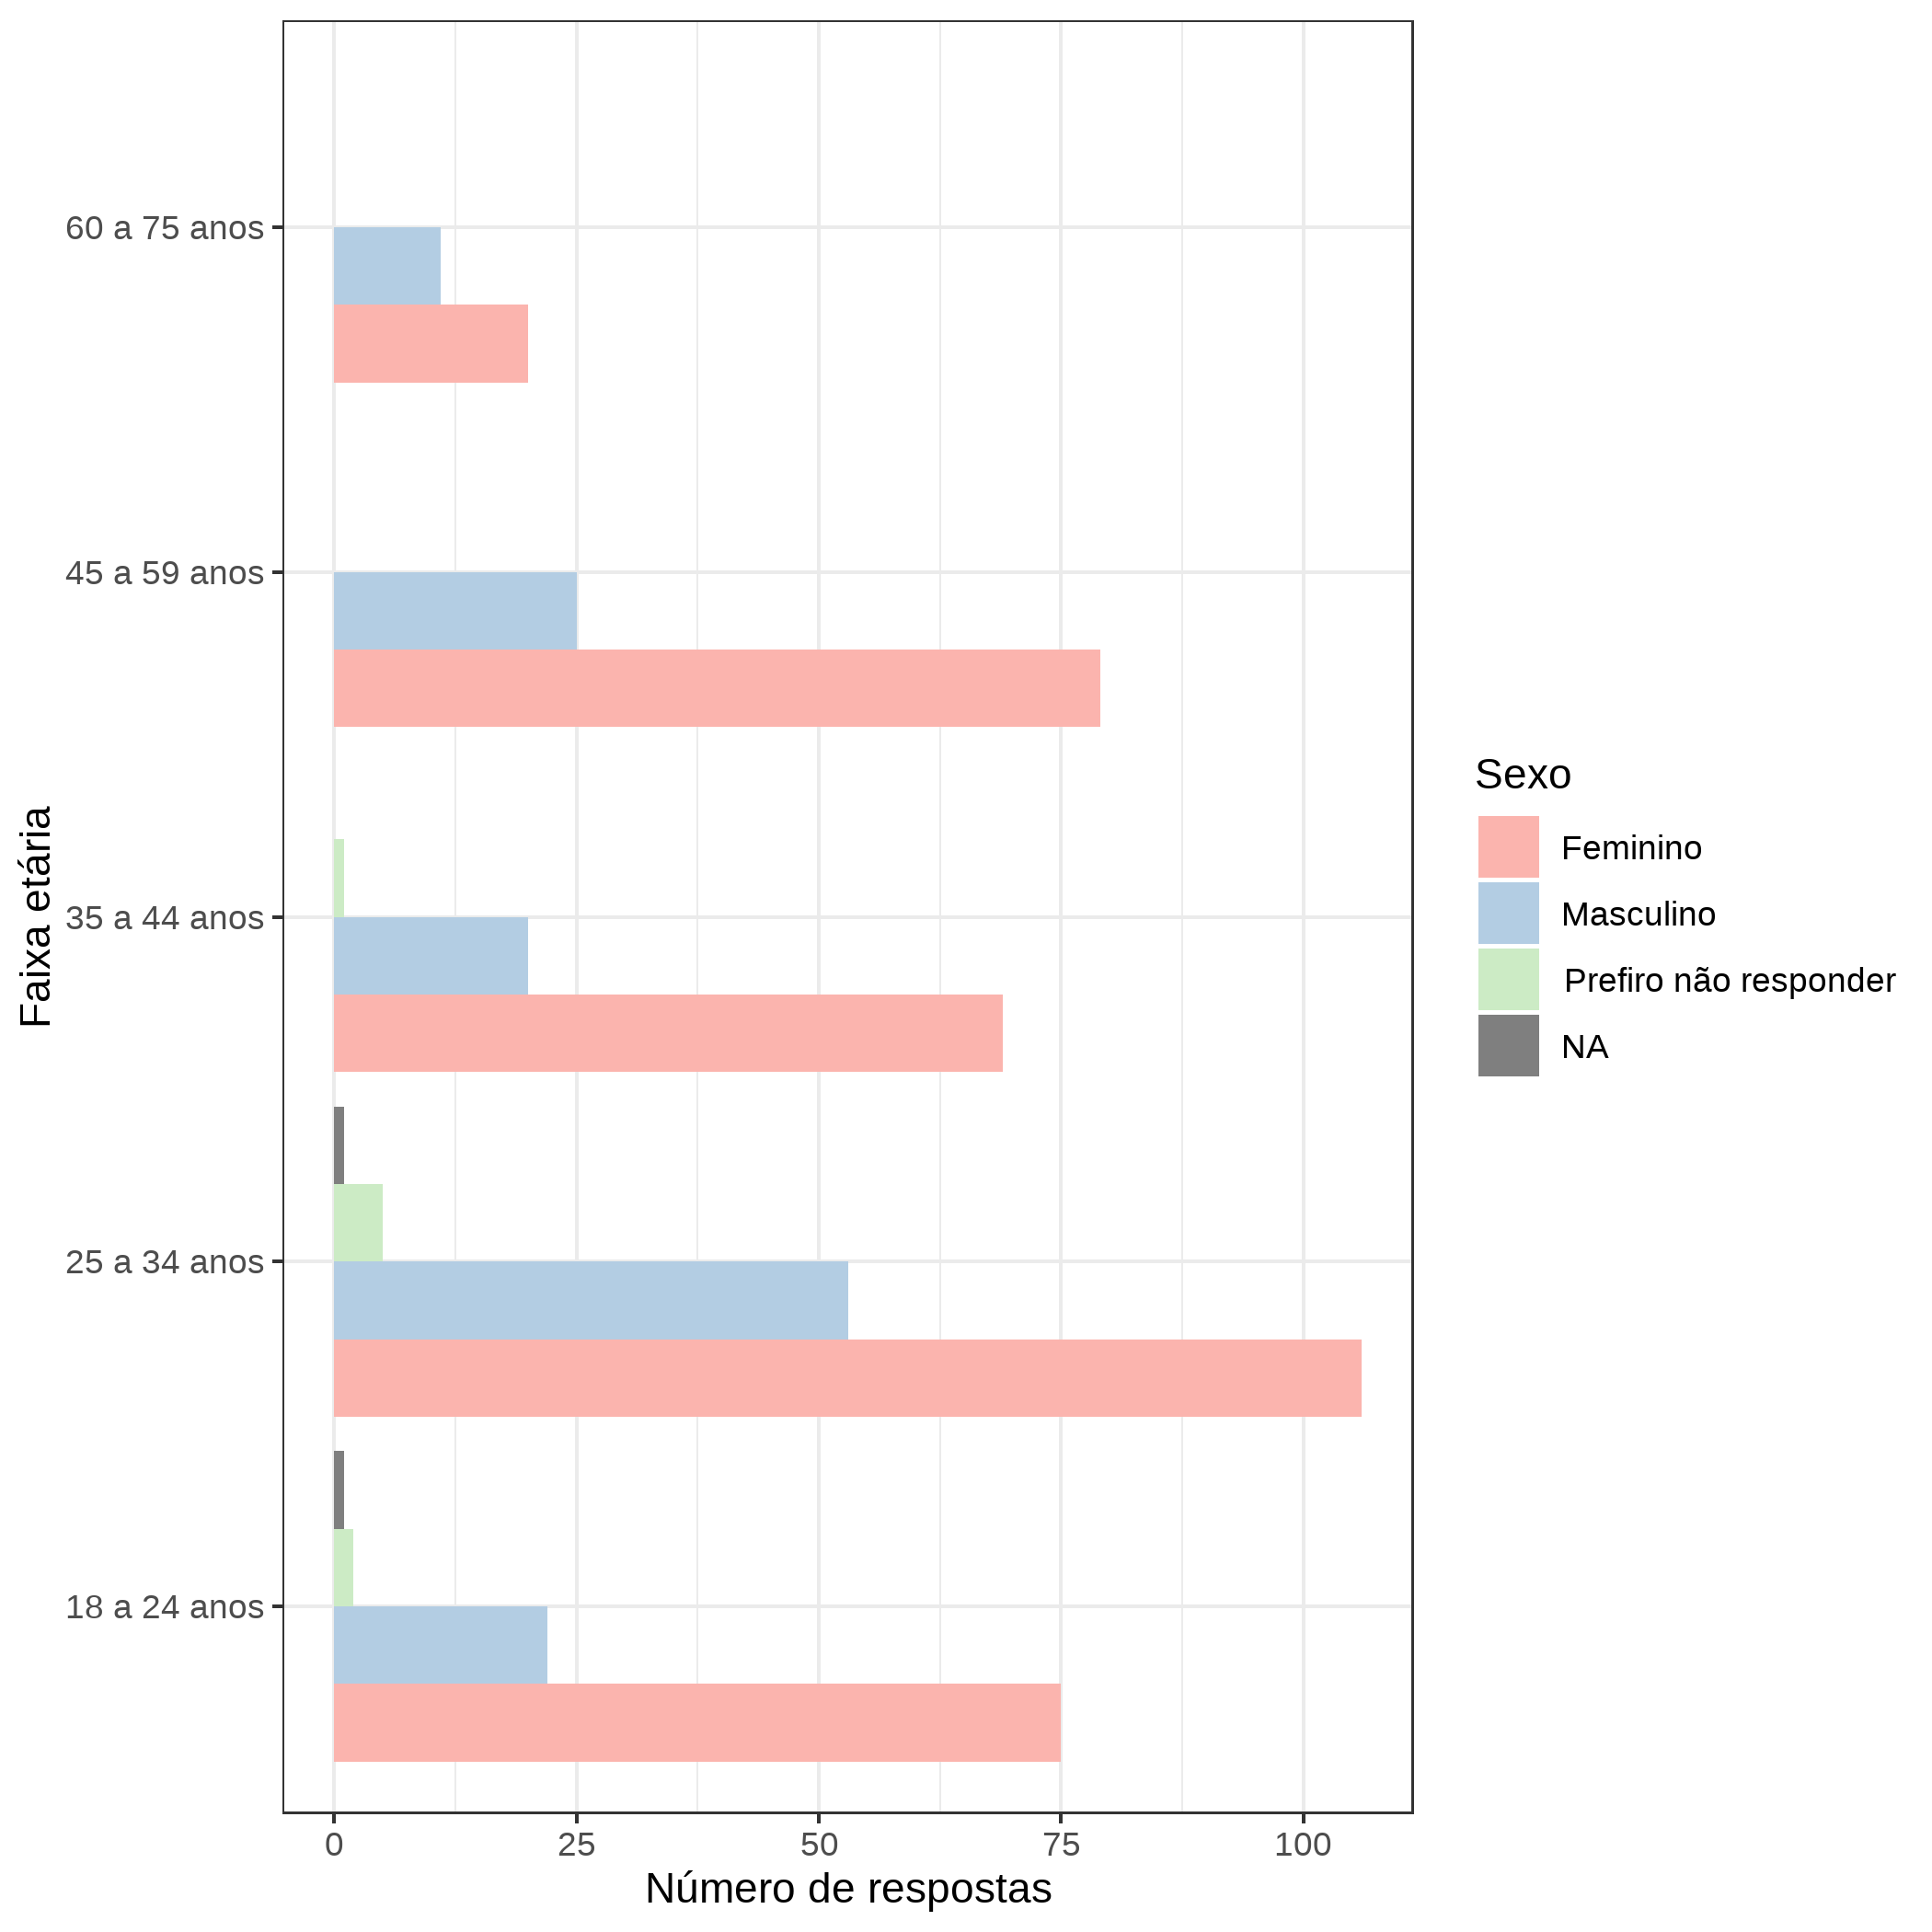 60 a 75 anos
45 a 59 anos
35 a 44 anos
25 a 34 anos
18 a 24 anos
Faixa etária
0 25 50 75 100
Número de respostas
Sexo
Feminino
Masculino
Prefiro não responder
NA